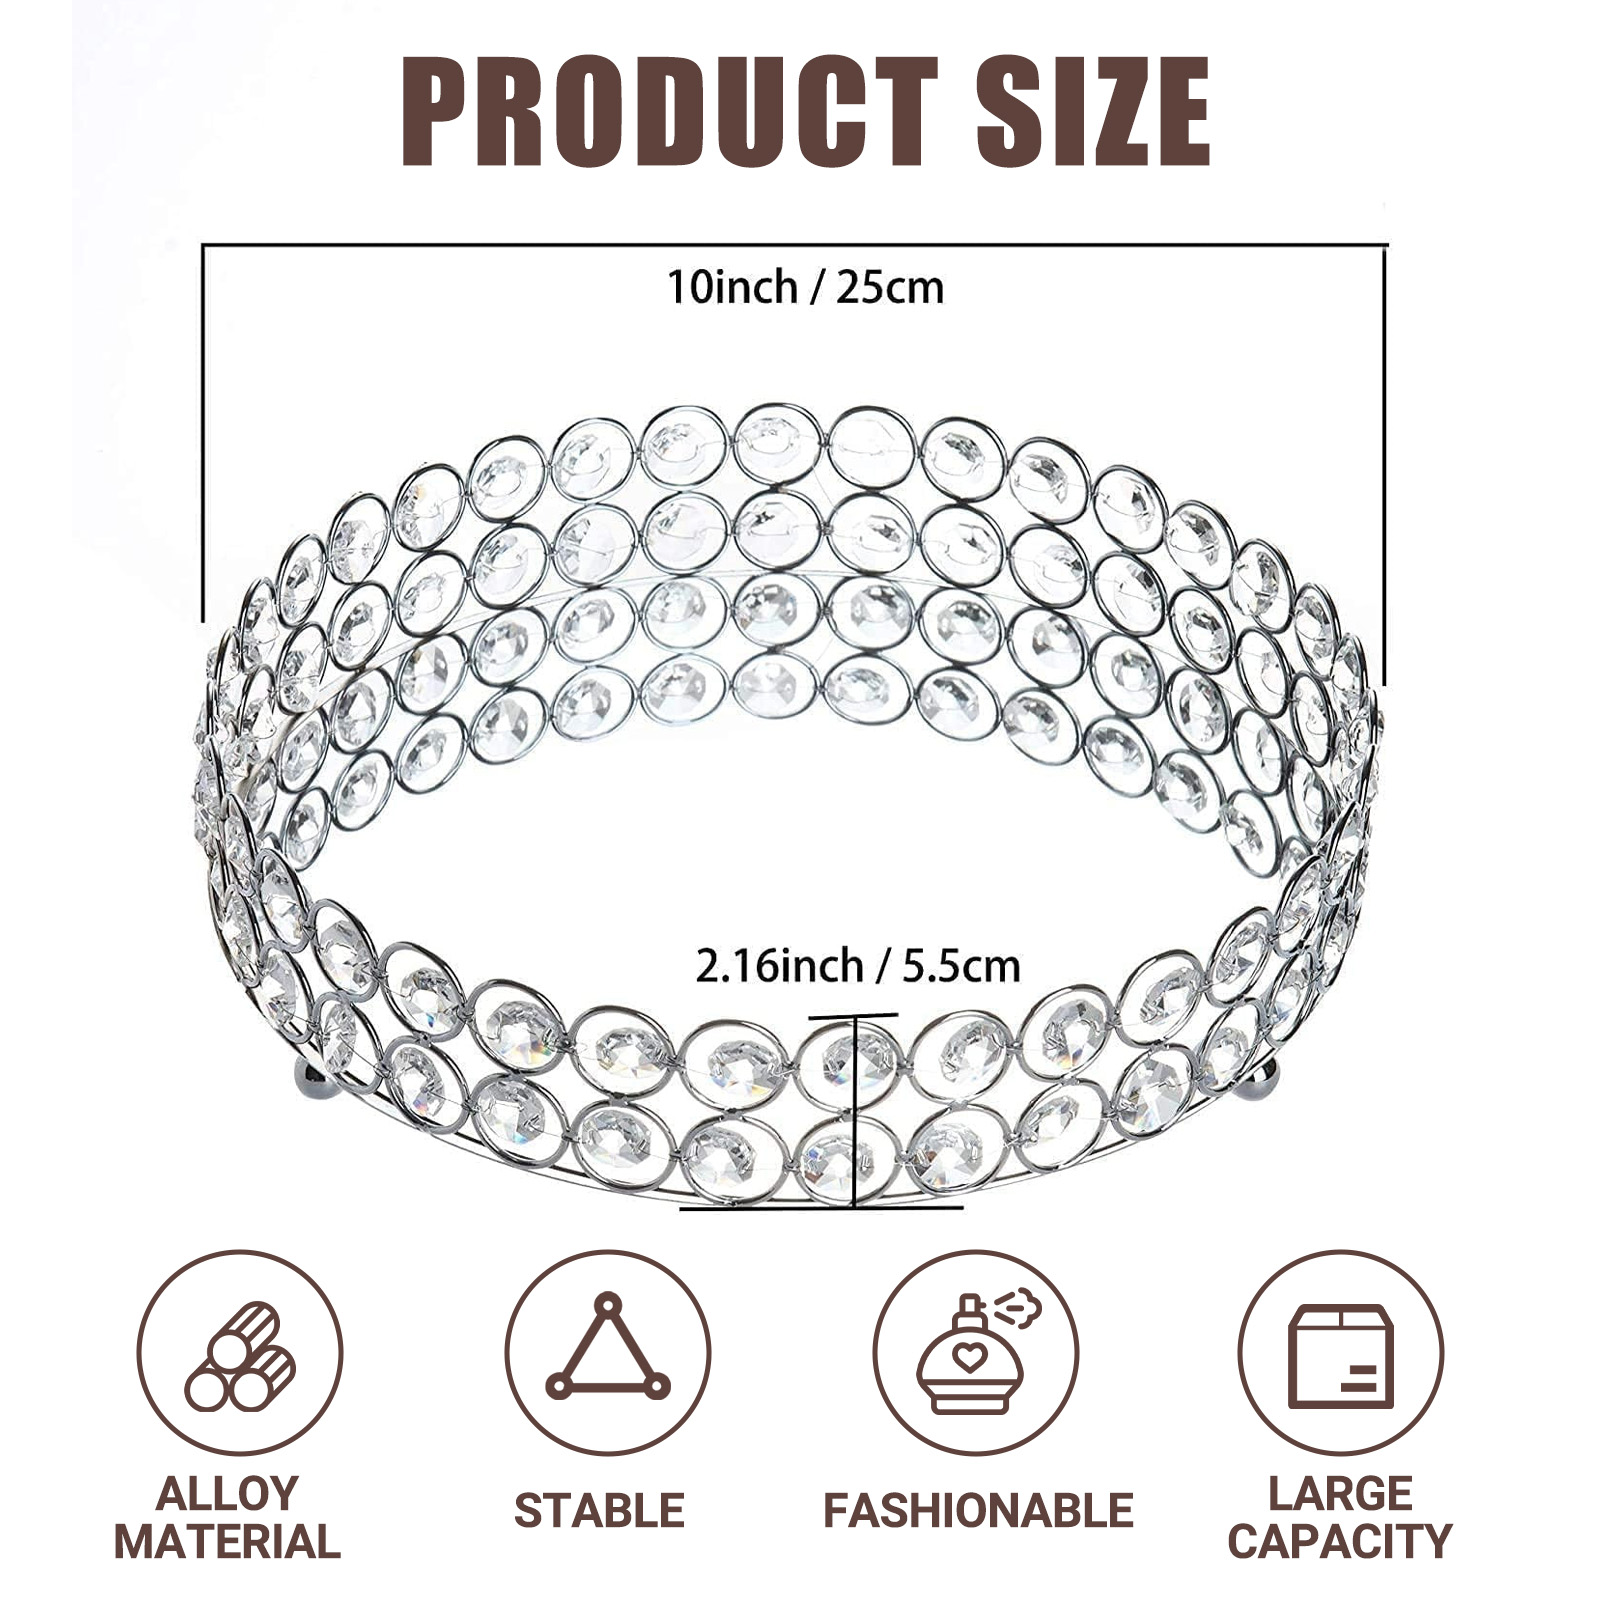 PRODUCT SIZE
10inch / 25cm
2.16inch / 5.5cm
ALLOY
MATERIAL
STABLE
FASHIONABLE
LARGE
CAPACITY